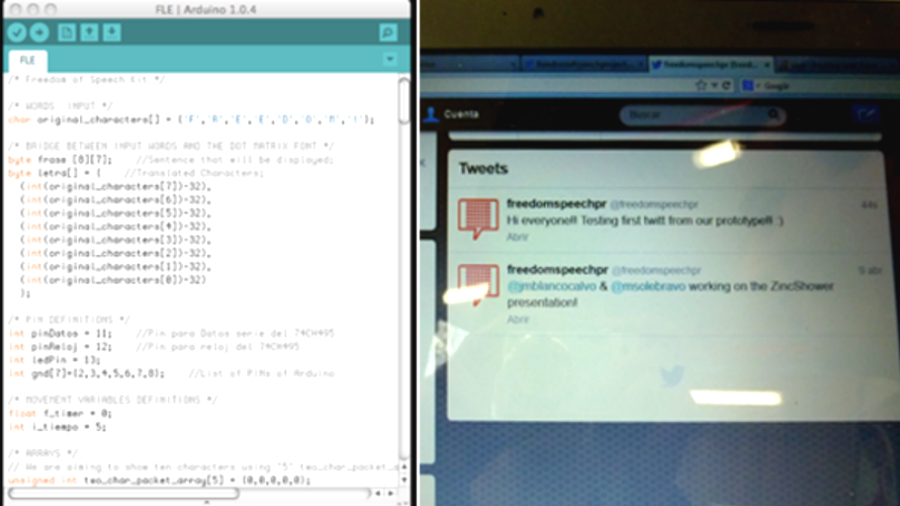 FLE | Arduino 1.0.4
FLE
/* Freedom of Speech Kit */
/* WORDS INPUT */
char original_characters[] = {'F','R','E','E','D','O','M','!'};
/* BRIDGE BETWEEN INPUT WORDS AND THE DOT MATRIX FONT */
byte frase [8][7]; //Sentence that will be displayed;
byte letra[] = { //Translated Characters;
(int(original_characters[7])-32),
(int(original_characters[6])-32),
(int(original_characters[5])-32),
(int(original_characters[4])-32),
(int(original_characters[3])-32),
(int(original_characters[2])-32),
(int(original_characters[1])-32),
(int(original_characters[0])-32)
};
/* PIN DEFINITIONS */
int pinDatos = 11; //Pin para Datos serie del 74CH495
int pinReloj = 12; //Pin para reloj del 74CH495
int ledPin = 13;
int gnd[7]={2,3,4,5,6,7,8}; //List of PINs of Arduino
/* MOVEMENT VARIABLES DEFINITIONS */
float f_timer = 0;
int i_tiempo = 5;
/* ARRAYS */
// We are aiming to show ten characters using '5' two_char_packet_a
unsigned int two_char_packet_array[5] = {0,0,0,0,0};
Google
Cuenta
Buscar
Tweets
freedomspeechpr @freedomspeechpr 44s
Hi everyone!! Testing first twitt from our prototype!! :)
Abrir
freedomspeechpr @freedomspeechpr 9 abr
@jmblancocalvo & @msolebravo working on the ZincShower
presentation!
Abrir